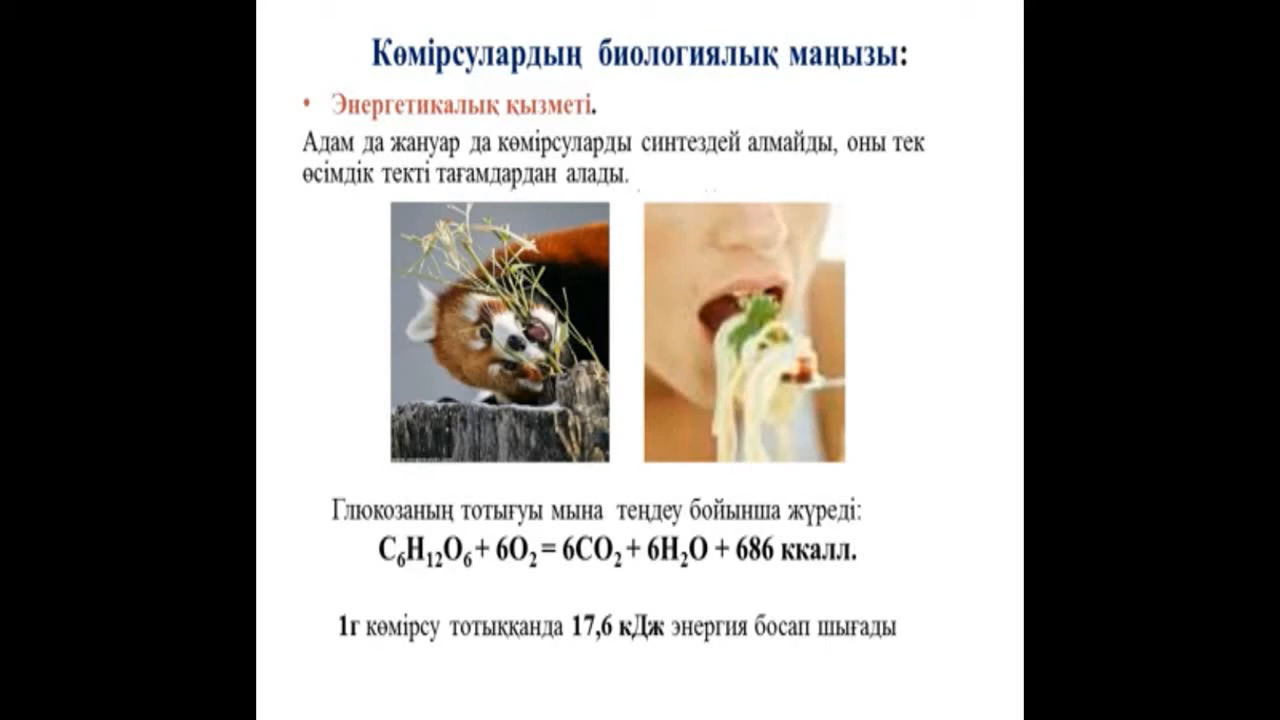 Көмірсулардың биологиялық маңызы:
• Энергетикалық қызметі.
Адам да жануар да көмірсуларды синтездей алмайды, оны тек
өсімдік текті тағамдардан алады.
Глюкозаның тотығуы мына теңдеу бойынша жүреді:
C₆H₁₂O₆ + 6O₂ = 6CO₂ + 6H₂O + 686 ккалл.
1г көмірсу тотыққанда 17,6 кДж энергия босап шығады